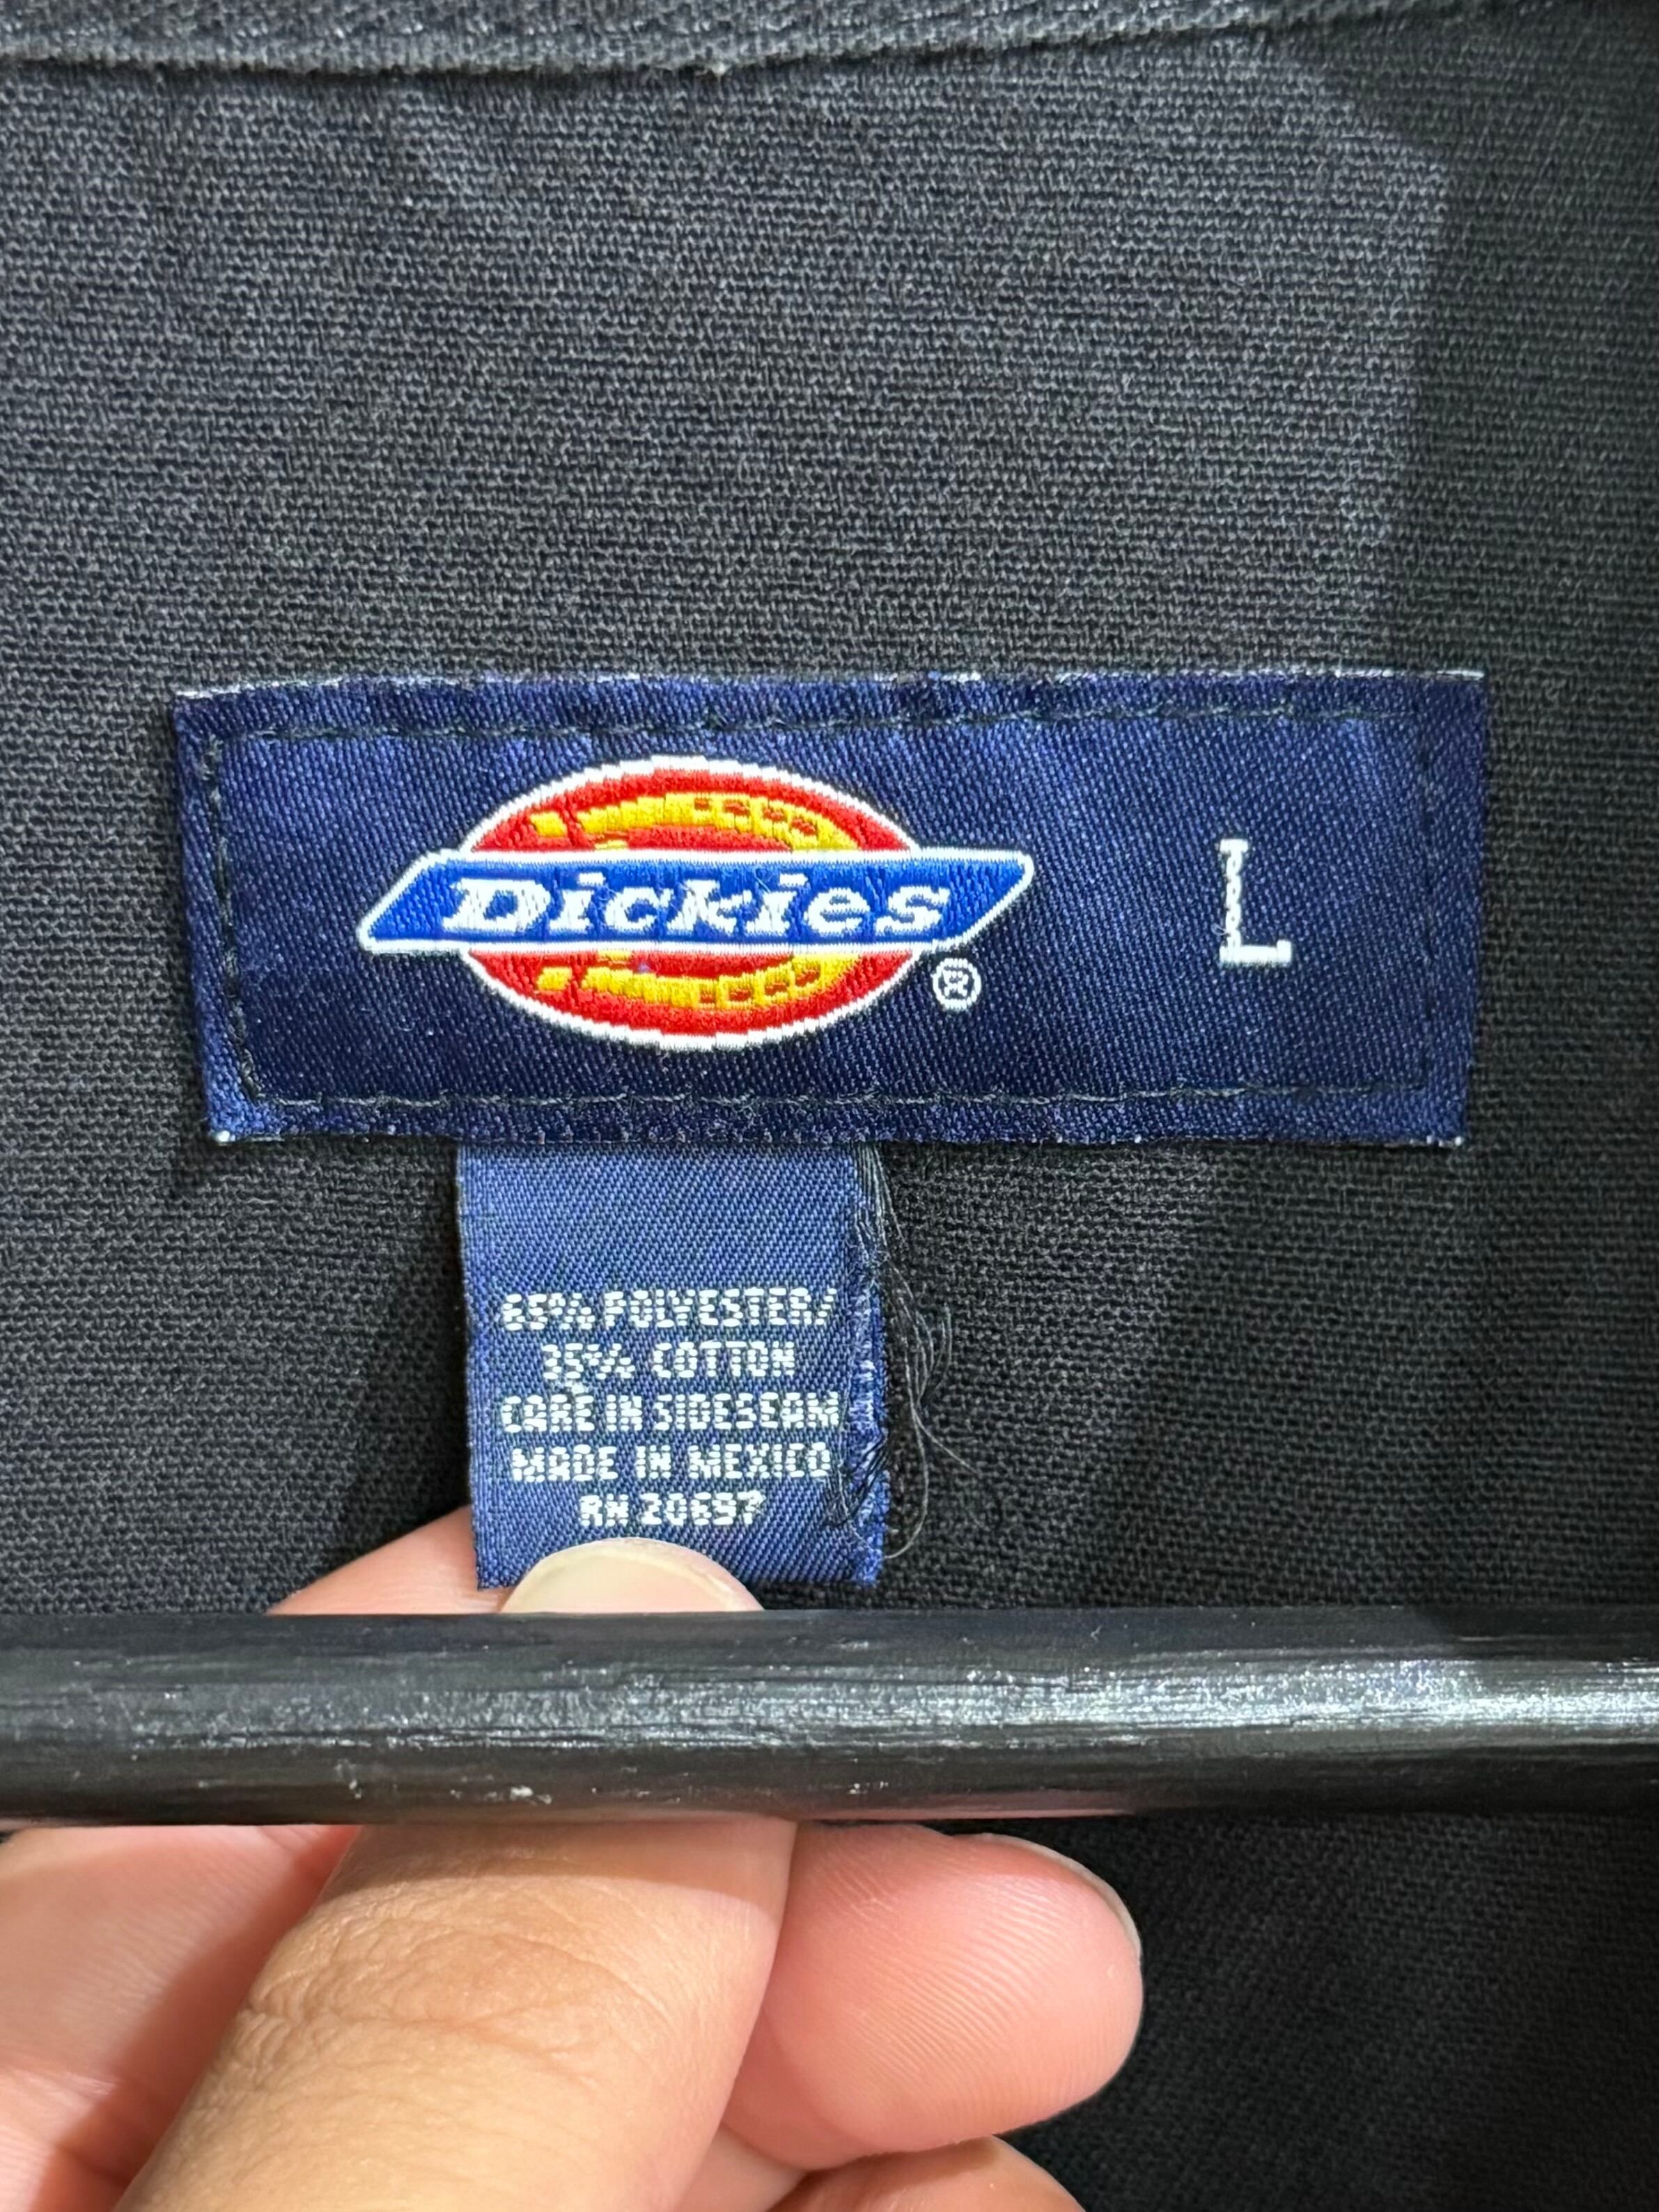 Dickies ®
L
65% POLYESTER/
35% COTTON
CARE IN SIDESEAM
MADE IN MEXICO
RN 20697